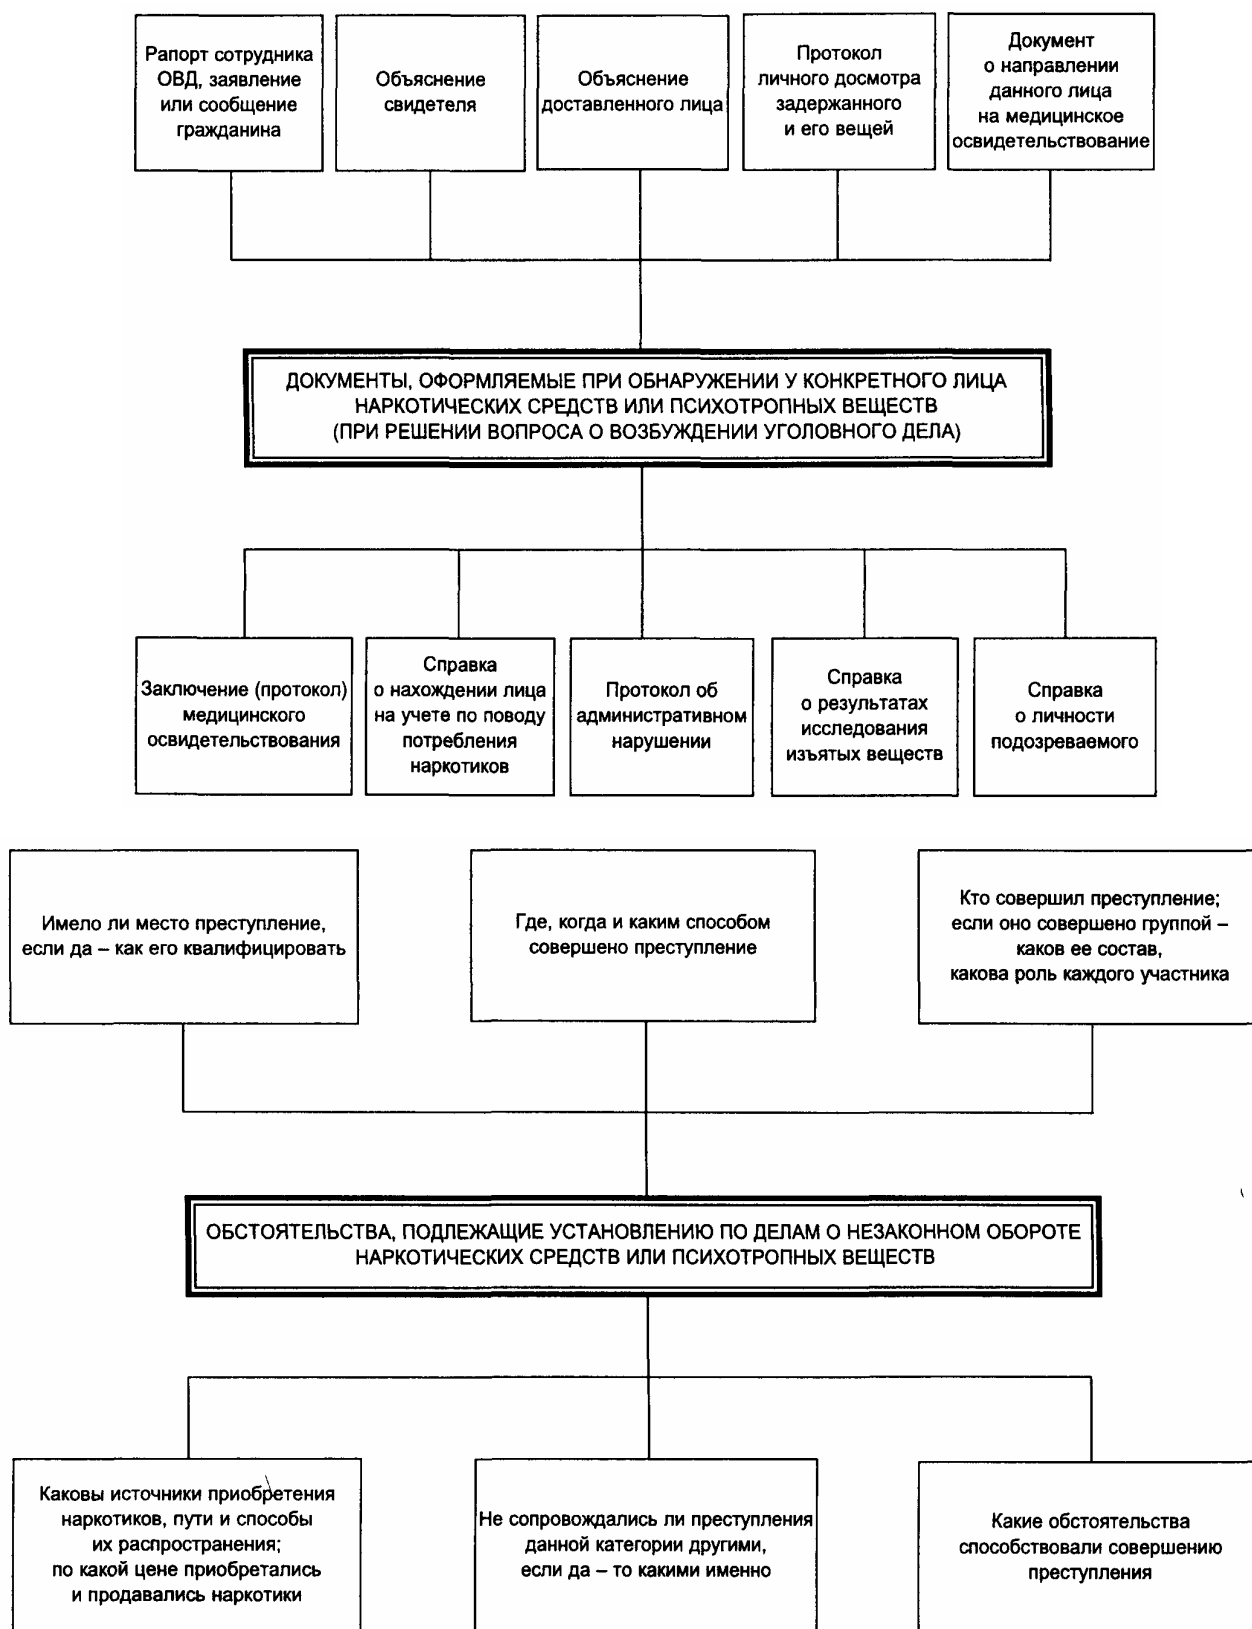 Рапорт сотрудника
ОВД, заявление
или сообщение
гражданина
Объяснение
свидетеля
Объяснение
доставленного лица
Протокол
личного досмотра
задержанного
и его вещей
Документ
о направлении
данного лица
на медицинское
освидетельствование
ДОКУМЕНТЫ, ОФОРМЛЯЕМЫЕ ПРИ ОБНАРУЖЕНИИ У КОНКРЕТНОГО ЛИЦА
НАРКОТИЧЕСКИХ СРЕДСТВ ИЛИ ПСИХОТРОПНЫХ ВЕЩЕСТВ
(ПРИ РЕШЕНИИ ВОПРОСА О ВОЗБУЖДЕНИИ УГОЛОВНОГО ДЕЛА)
Заключение (протокол)
медицинского
освидетельствования
Справка
о нахождении лица
на учете по поводу
потребления
наркотиков
Протокол об
административном
нарушении
Справка
о результатах
исследования
изъятых веществ
Справка
о личности
подозреваемого
Имело ли место преступление,
если да – как его квалифицировать
Где, когда и каким способом
совершено преступление
Кто совершил преступление;
если оно совершено группой –
каков ее состав,
какова роль каждого участника
ОБСТОЯТЕЛЬСТВА, ПОДЛЕЖАЩИЕ УСТАНОВЛЕНИЮ ПО ДЕЛАМ О НЕЗАКОННОМ ОБОРОТЕ
НАРКОТИЧЕСКИХ СРЕДСТВ ИЛИ ПСИХОТРОПНЫХ ВЕЩЕСТВ
Каковы источники приобретения
наркотиков, пути и способы
их распространения;
по какой цене приобретались
и продавались наркотики
Не сопровождались ли преступления
данной категории другими,
если да – то какими именно
Какие обстоятельства
способствовали совершению
преступления